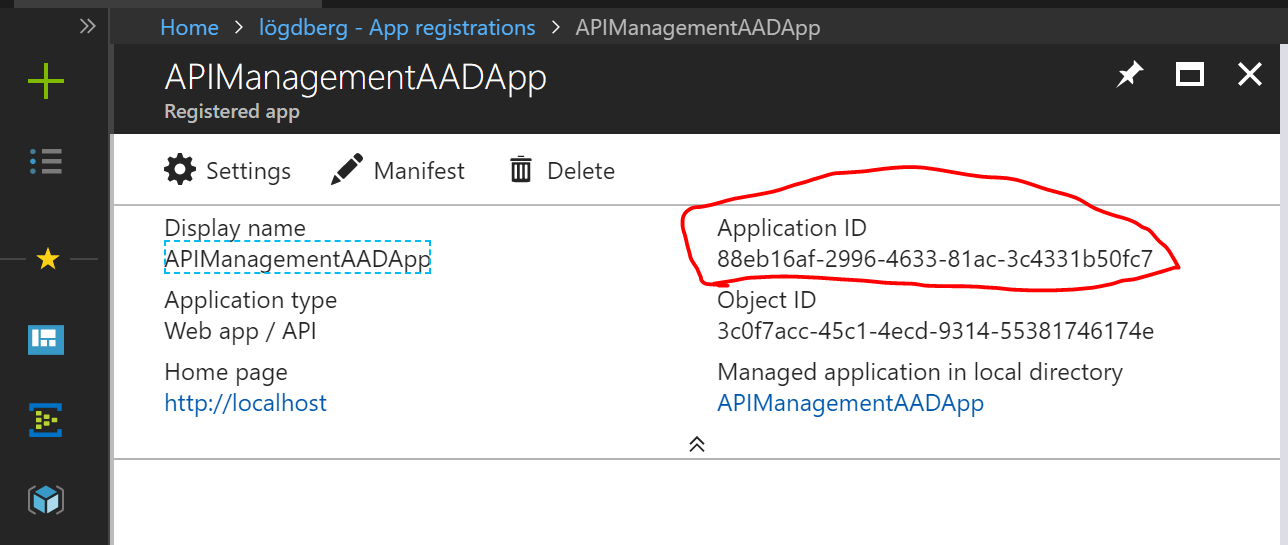 Home > lögdberg - App registrations > APIManagementAADApp
APIManagementAADApp
Registered app
Settings Manifest Delete
Display name
APIManagementAADApp
Application ID
88eb16af-2996-4633-81ac-3c4331b50fc7
Application type
Web app / API
Object ID
3c0f7acc-45c1-4ecd-9314-55381746174e
Home page
http://localhost
Managed application in local directory
APIManagementAADApp